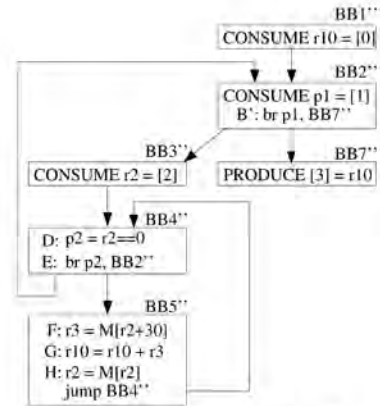 BB1''
CONSUME r10 = [0]
BB2''
CONSUME p1 = [1]
B': br p1, BB7''
BB3''
CONSUME r2 = [2]
BB7''
PRODUCE [3] = r10
BB4''
D: p2 = r2==0
E: br p2, BB2''
BB5''
F: r3 = M[r2+30]
G: r10 = r10 + r3
H: r2 = M[r2]
jump BB4''